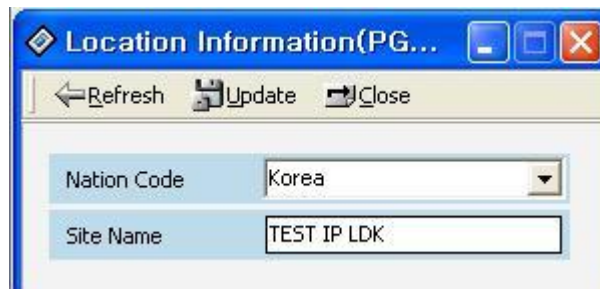 Location Information(PG...
Refresh Update Close
Nation Code Korea
Site Name TEST IP LDK